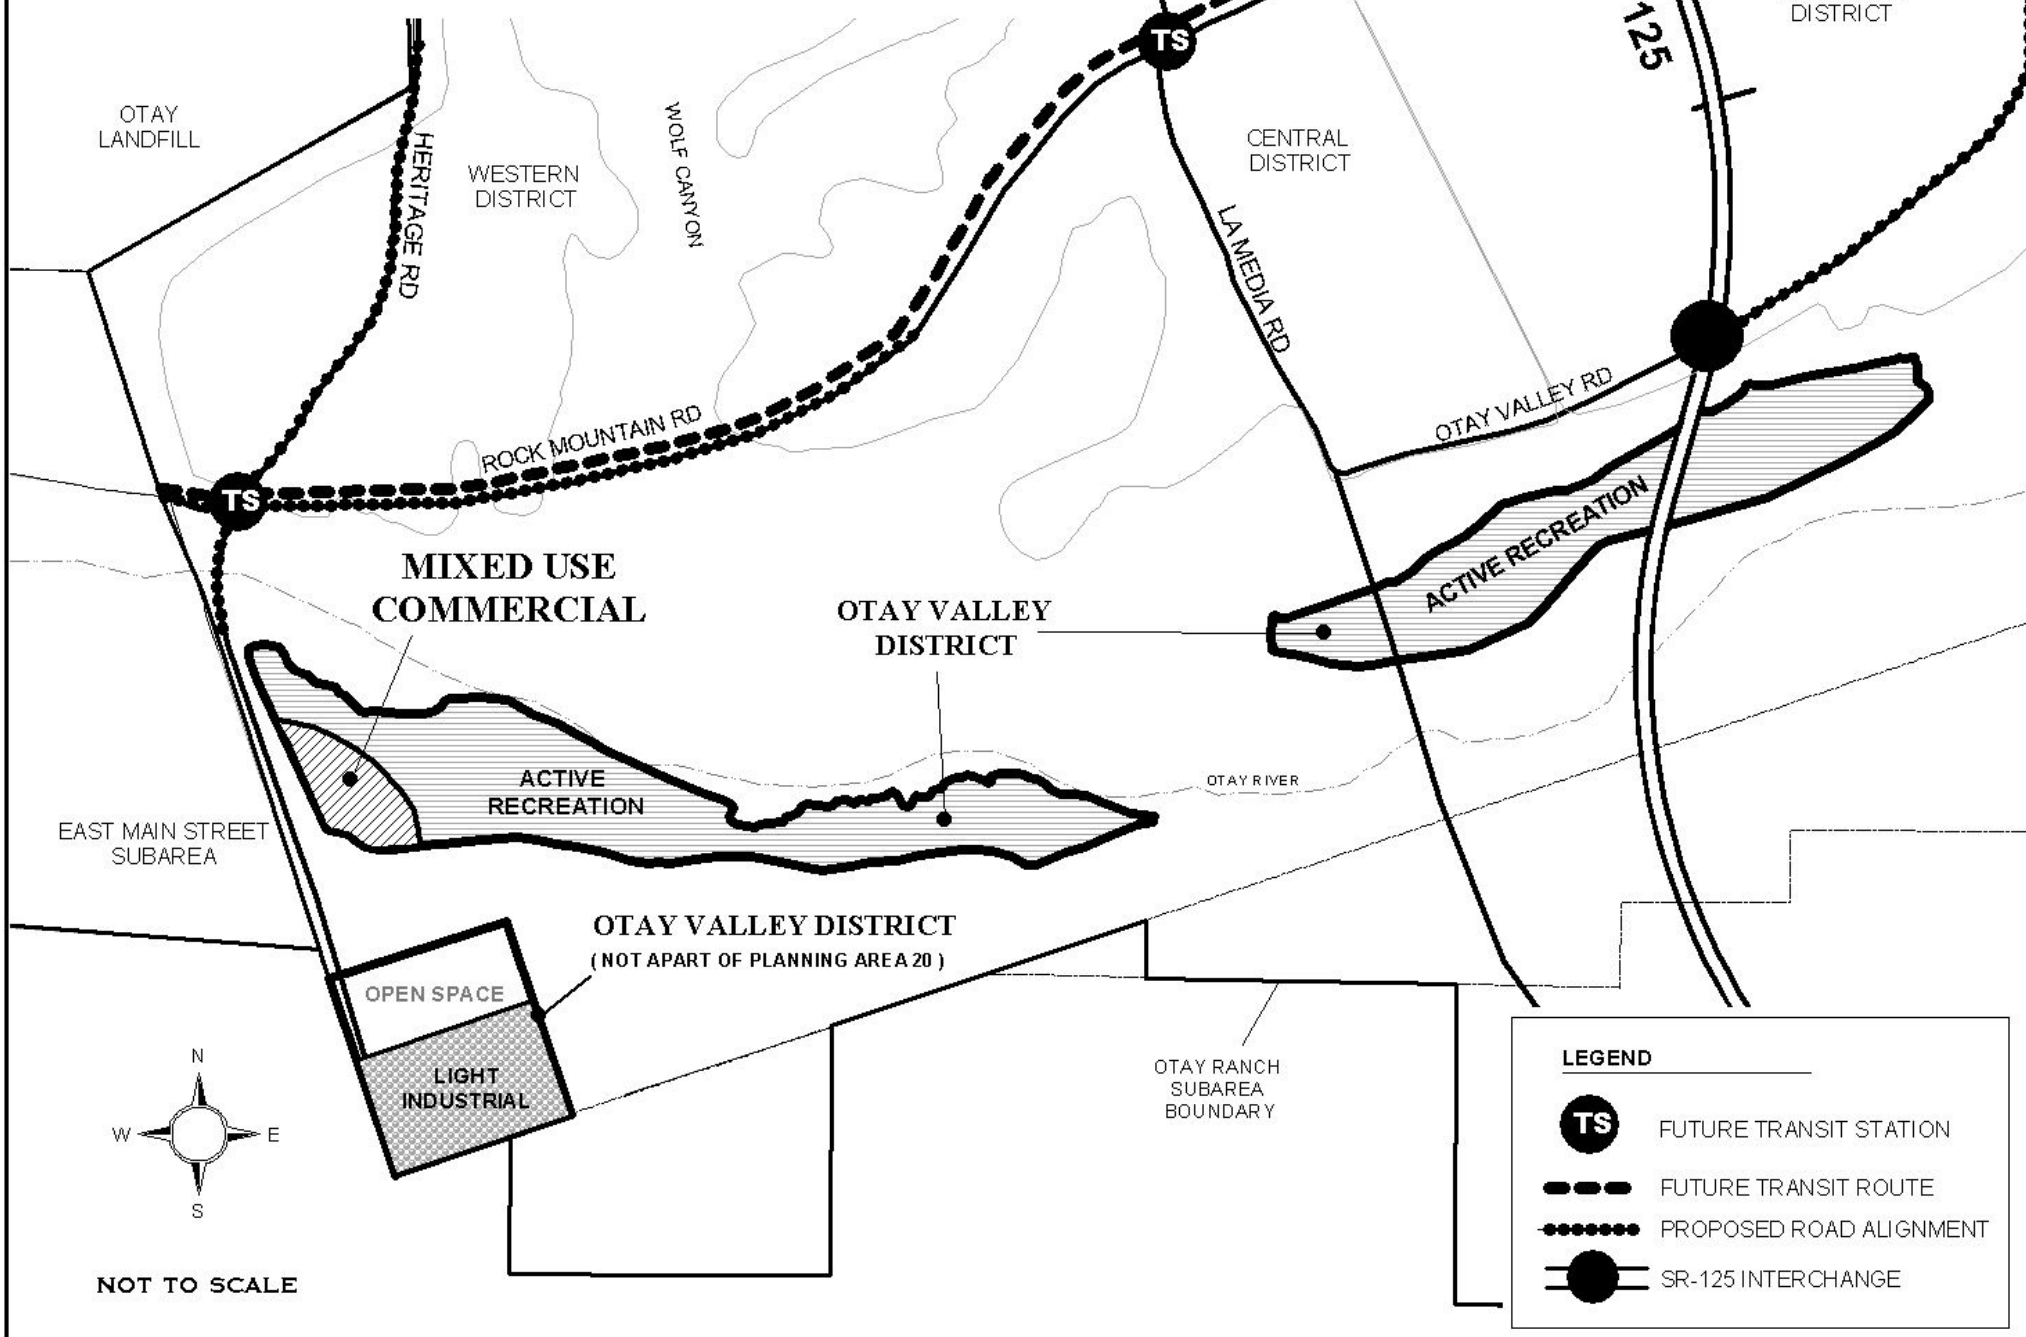 DISTRICT
125
TS
OTAY
LANDFILL
HERITAGE RD
WESTERN
DISTRICT
WOLF CANYON
CENTRAL
DISTRICT
LA MEDIA RD
OTAY VALLEY RD
ROCK MOUNTAIN RD
TS
MIXED USE
COMMERCIAL
OTAY VALLEY
DISTRICT
ACTIVE RECREATION
ACTIVE
RECREATION
OTAY RIVER
EAST MAIN STREET
SUBAREA
OTAY VALLEY DISTRICT
( NOT APART OF PLANNING AREA 20 )
OPEN SPACE
LIGHT
INDUSTRIAL
OTAY RANCH
SUBAREA
BOUNDARY
N
W E
S
NOT TO SCALE
LEGEND
TS FUTURE TRANSIT STATION
FUTURE TRANSIT ROUTE
PROPOSED ROAD ALIGNMENT
SR-125 INTERCHANGE